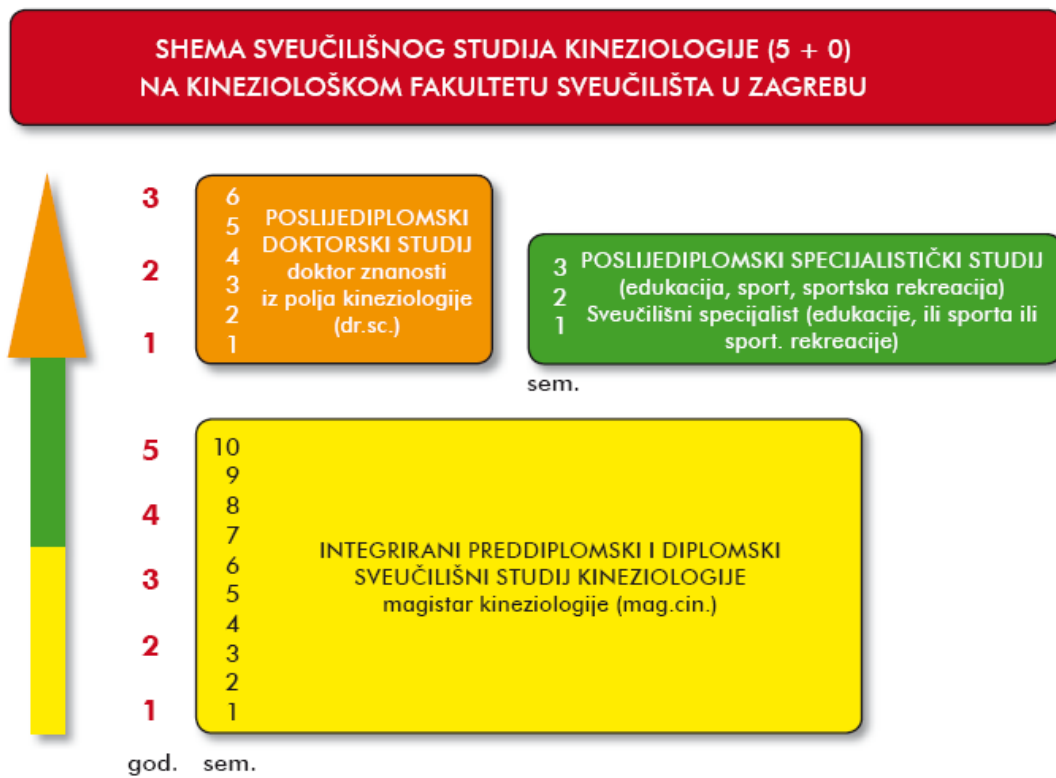 SHEMA SVEUČILIŠNOG STUDIJA KINEZIOLOGIJE (5 + 0)
NA KINEZIOLOŠKOM FAKULTETU SVEUČILIŠTA U ZAGREBU
3
2
1
6
5
4
3
2
1
POSLIJEDIPLOMSKI
DOKTORSKI STUDIJ
doktor znanosti
iz polja kineziologije
(dr.sc.)
3
2
1
POSLIJEDIPLOMSKI SPECIJALISTIČKI STUDIJ
(edukacija, sport, sportska rekreacija)
Sveučilišni specijalist (edukacije, ili sporta ili
sport. rekreacije)
sem.
5
4
3
2
1
10
9
8
7
6
5
4
3
2
1
INTEGRIRANI PREDDIPLOMSKI I DIPLOMSKI
SVEUČILIŠNI STUDIJ KINEZIOLOGIJE
magistar kineziologije (mag.cin.)
god. sem.